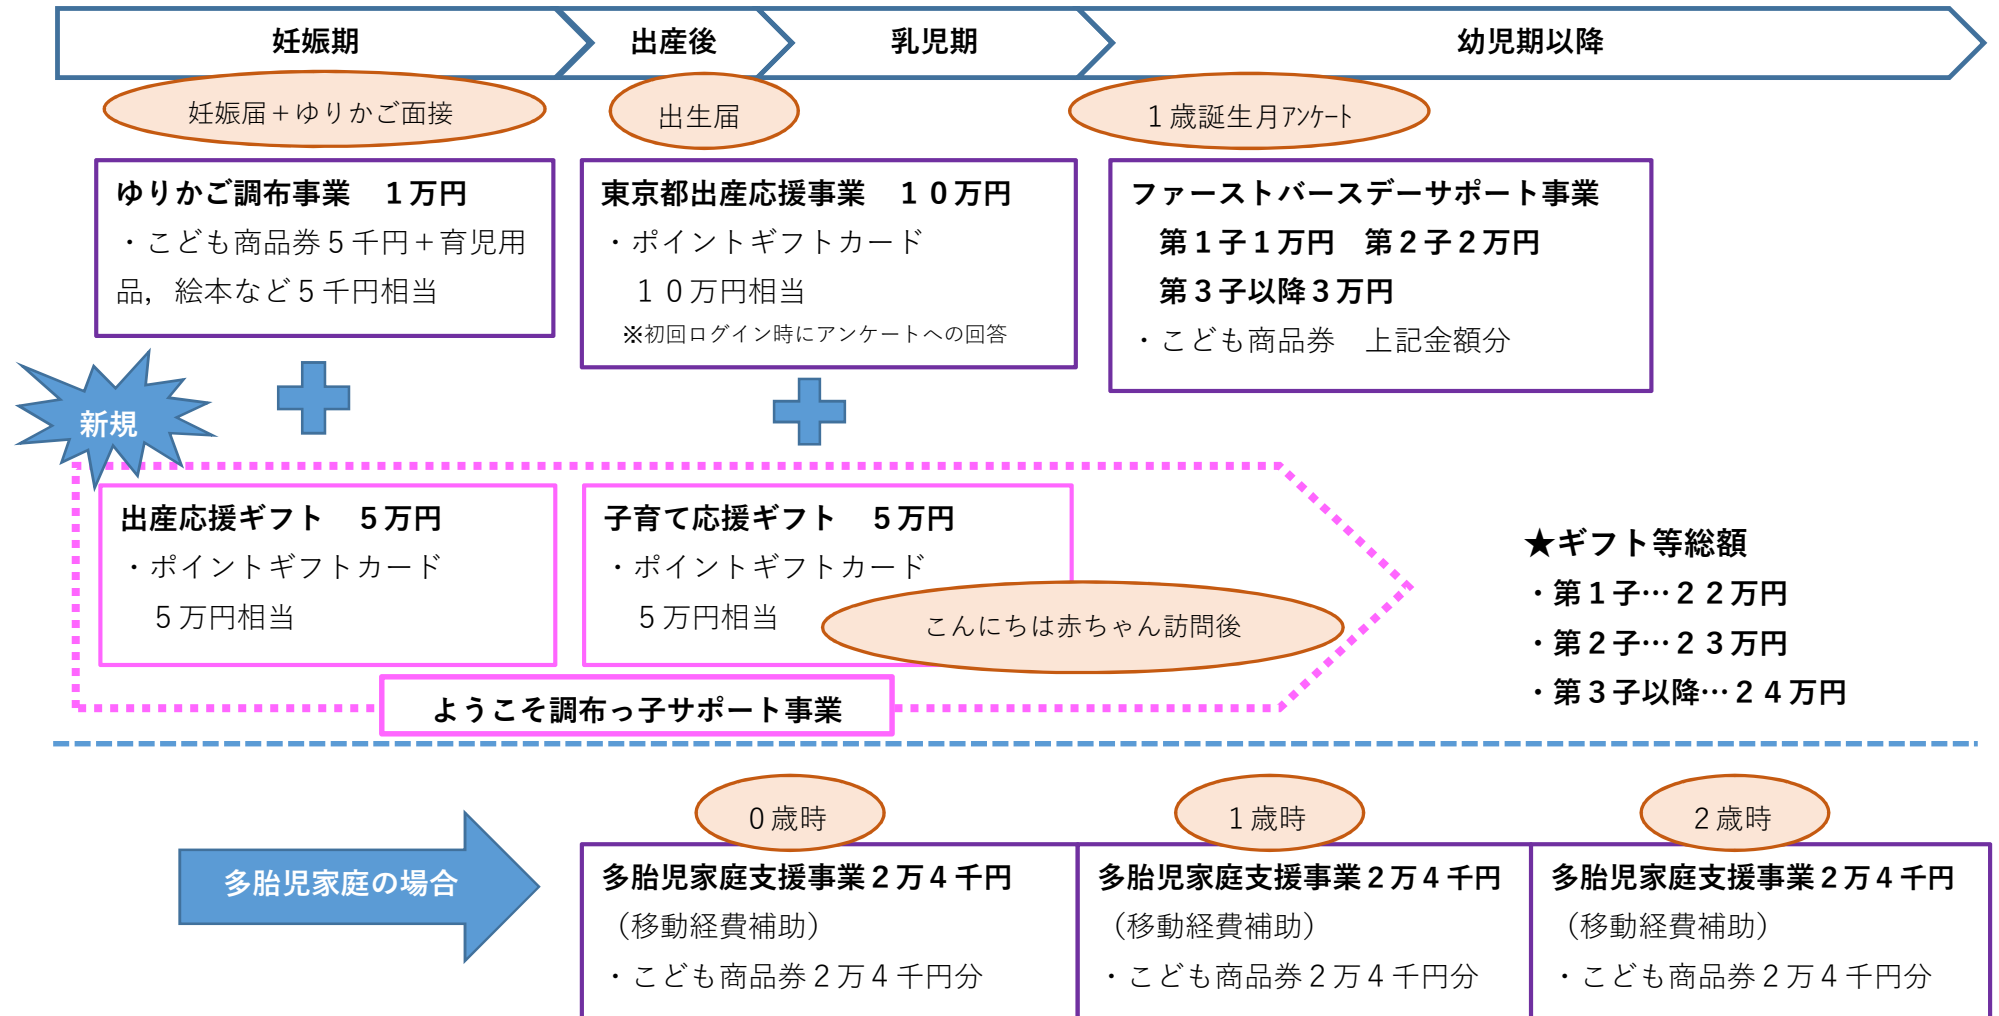 妊娠期
出産後
乳児期
幼児期以降
妊娠届+ゆりかご面接
出生届
1歳誕生月ｱﾝｹｰﾄ
ゆりかご調布事業　1万円
・こども商品券5千円+育児用
品，絵本など5千円相当
東京都出産応援事業　10万円
・ポイントギフトカード
10万円相当
※初回ログイン時にアンケートへの回答
ファーストバースデーサポート事業
第1子1万円　第2子2万円
第3子以降3万円
・こども商品券　上記金額分
新規
出産応援ギフト　5万円
・ポイントギフトカード
5万円相当
子育て応援ギフト　5万円
・ポイントギフトカード
5万円相当
こんにちは赤ちゃん訪問後
ようこそ調布っ子サポート事業
★ギフト等総額
・第1子…22万円
・第2子…23万円
・第3子以降…24万円
多胎児家庭の場合
0歳時
多胎児家庭支援事業2万4千円
（移動経費補助）
・こども商品券2万4千円分
1歳時
多胎児家庭支援事業2万4千円
（移動経費補助）
・こども商品券2万4千円分
2歳時
多胎児家庭支援事業2万4千円
（移動経費補助）
・こども商品券2万4千円分